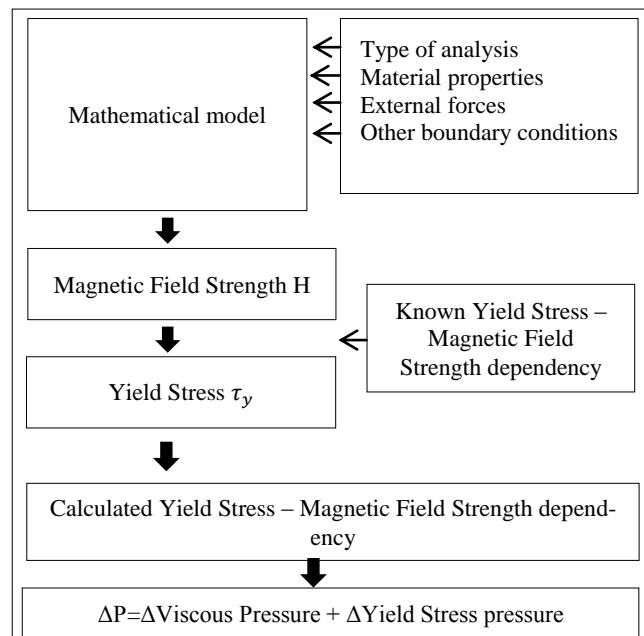 Mathematical model
Type of analysis
Material properties
External forces
Other boundary conditions
Magnetic Field Strength H
Known Yield Stress –
Magnetic Field
Strength dependency
Yield Stress τ_y
Calculated Yield Stress – Magnetic Field Strength depend-
ency
ΔP=ΔViscous Pressure + ΔYield Stress pressure